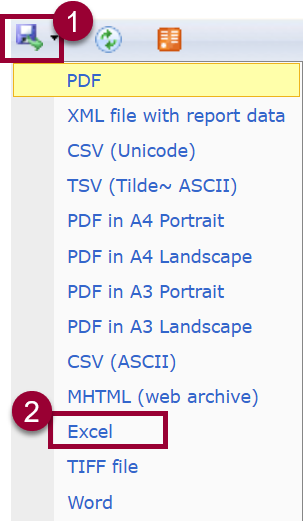 1
PDF
XML file with report data
CSV (Unicode)
TSV (Tilde~ ASCII)
PDF in A4 Portrait
PDF in A4 Landscape
PDF in A3 Portrait
PDF in A3 Landscape
CSV (ASCII)
MHTML (web archive)
2
Excel
TIFF file
Word